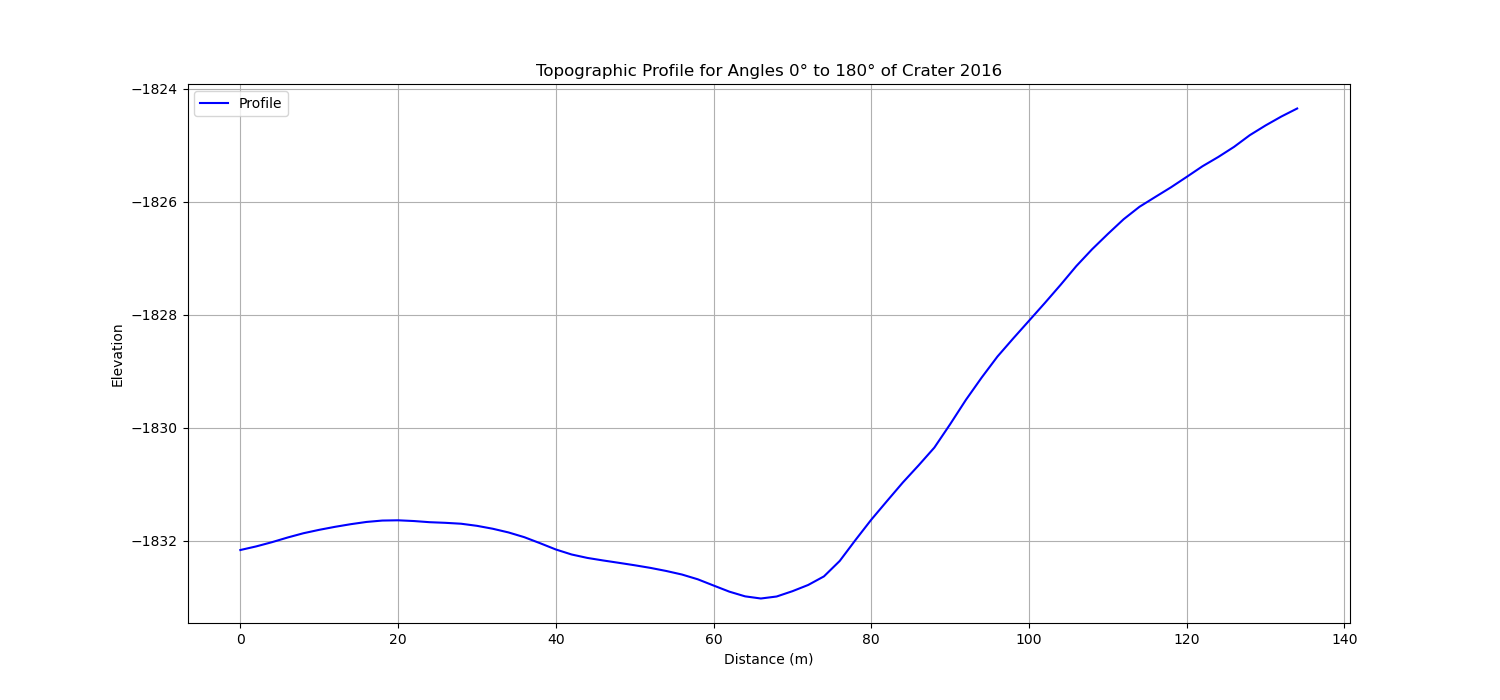 Topographic Profile for Angles 0° to 180° of Crater 2016
Profile
−1824
−1826
−1828
−1830
−1832
Elevation
0 20 40 60 80 100 120 140
Distance (m)